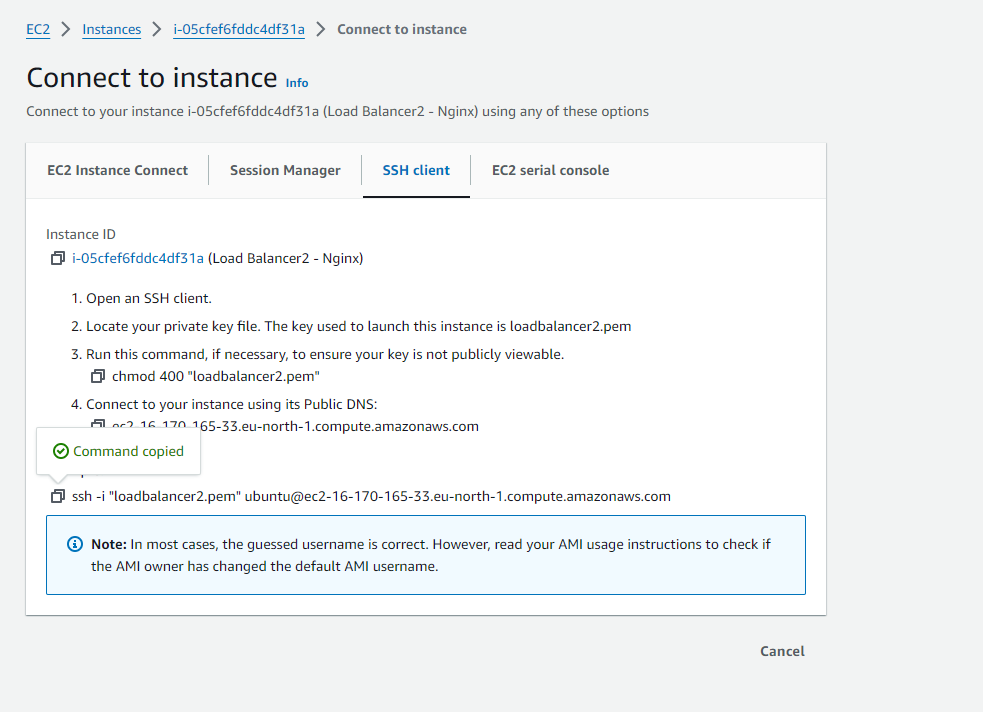 EC2 > Instances > i-05cfef6fddc4df31a > Connect to instance
Connect to instance Info
Connect to your instance i-05cfef6fddc4df31a (Load Balancer2 - Nginx) using any of these options
EC2 Instance Connect Session Manager SSH client EC2 serial console
Instance ID
i-05cfef6fddc4df31a (Load Balancer2 - Nginx)
1. Open an SSH client.
2. Locate your private key file. The key used to launch this instance is loadbalancer2.pem
3. Run this command, if necessary, to ensure your key is not publicly viewable.
chmod 400 "loadbalancer2.pem"
4. Connect to your instance using its Public DNS:
ec2-16-170-165-33.eu-north-1.compute.amazonaws.com
Command copied
ssh -i "loadbalancer2.pem" ubuntu@ec2-16-170-165-33.eu-north-1.compute.amazonaws.com
Note: In most cases, the guessed username is correct. However, read your AMI usage instructions to check if
the AMI owner has changed the default AMI username.
Cancel